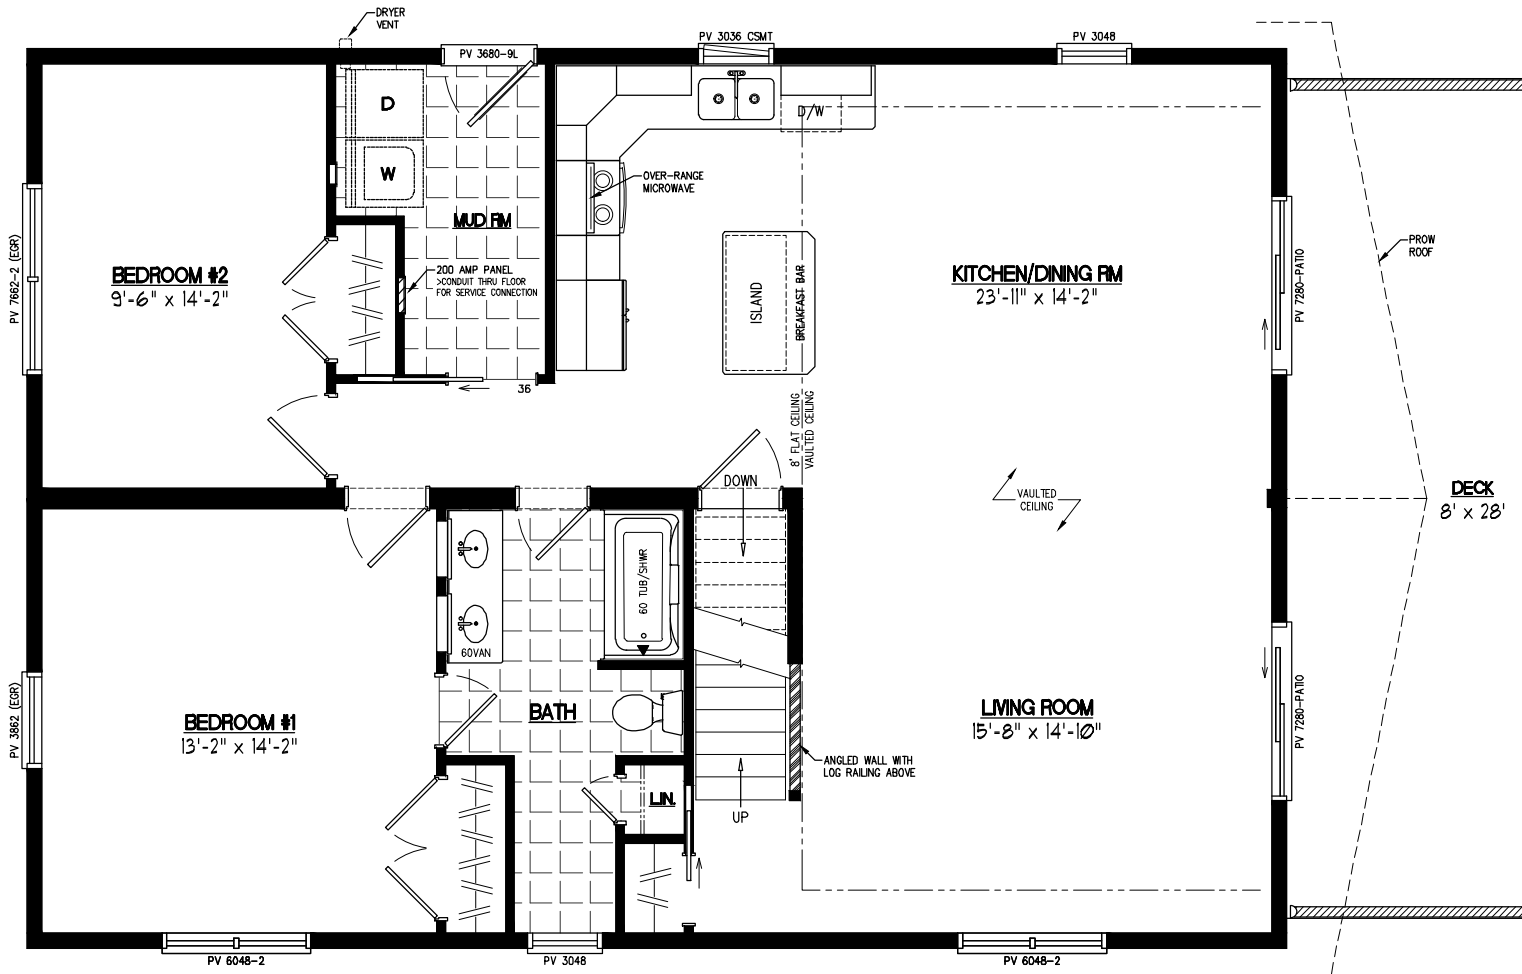 DRYER
VENT
PV 3680-9L
PV 3036 CSMT
PV 3048
D
W
D/W
OVER-RANGE
MICROWAVE
MUD RM
200 AMP PANEL
>CONDUIT THRU FLOOR
FOR SERVICE CONNECTION
BEDROOM #2
9'-6" x 14'-2"
PV 7662-2 (EGR)
ISLAND
BREAKFAST BAR
KITCHEN/DINING RM
23'-11" x 14'-2"
PV 7280-PATIO
PROW
ROOF
36
8' FLAT CEILING
VAULTED CEILING
DOWN
VAULTED
CEILING
DECK
8' x 28'
60 TUB/SHWR
60VAN
BATH
BEDROOM #1
13'-2" x 14'-2"
PV 3862 (EGR)
LIVING ROOM
15'-8" x 14'-10"
PV 7280-PATIO
ANGLED WALL WITH
LOG RAILING ABOVE
LIN.
UP
PV 6048-2
PV 3048
PV 6048-2